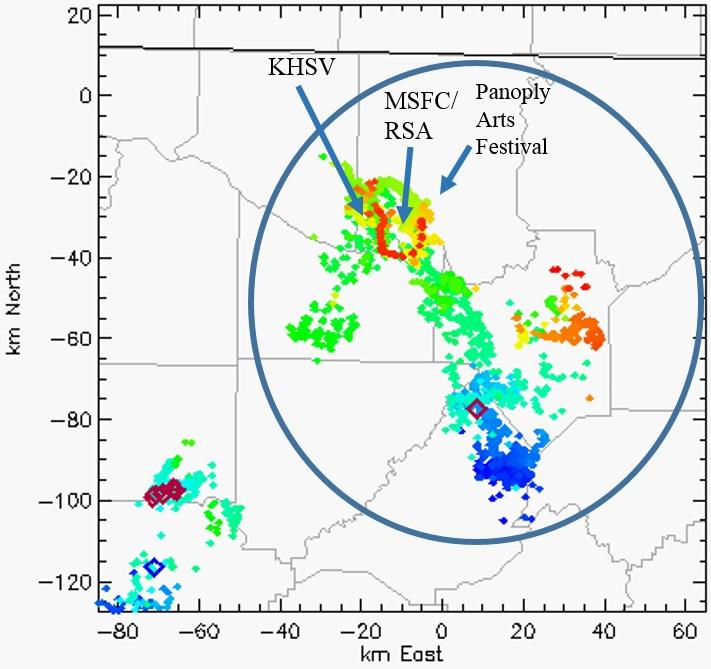 20
0
−20
−40
−60
−80
−100
−120
km North
KHSV
MSFC/
RSA
Panoply
Arts
Festival
−80
−60
−40
−20
0
20
40
60
km East